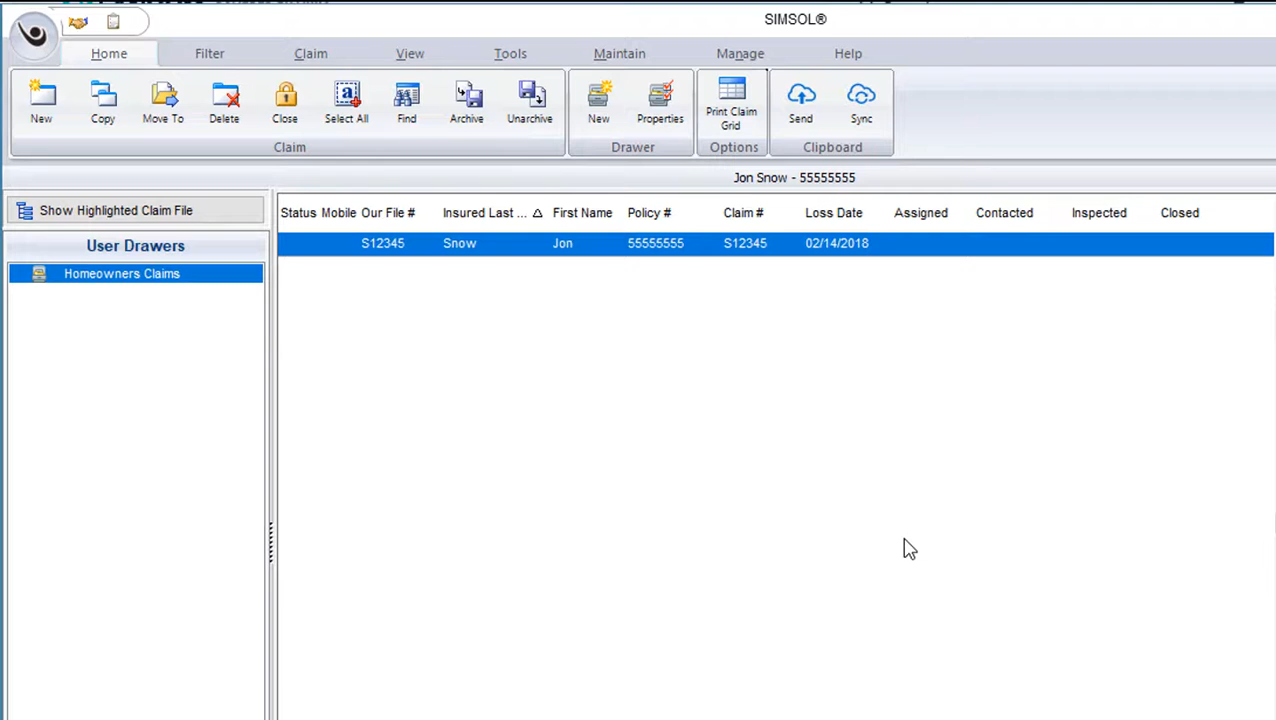 SIMSOL®
Home Filter Claim View Tools Maintain Manage Help
New Copy Move To Delete Close Select All Find Archive Unarchive New Properties Print Claim Grid Send Sync
Claim Drawer Options Clipboard
Jon Snow - 55555555
Show Highlighted Claim File
User Drawers
Homeowners Claims
Status Mobile Our File # Insured Last ... First Name Policy # Claim # Loss Date Assigned Contacted Inspected Closed
S12345 Snow Jon 55555555 S12345 02/14/2018